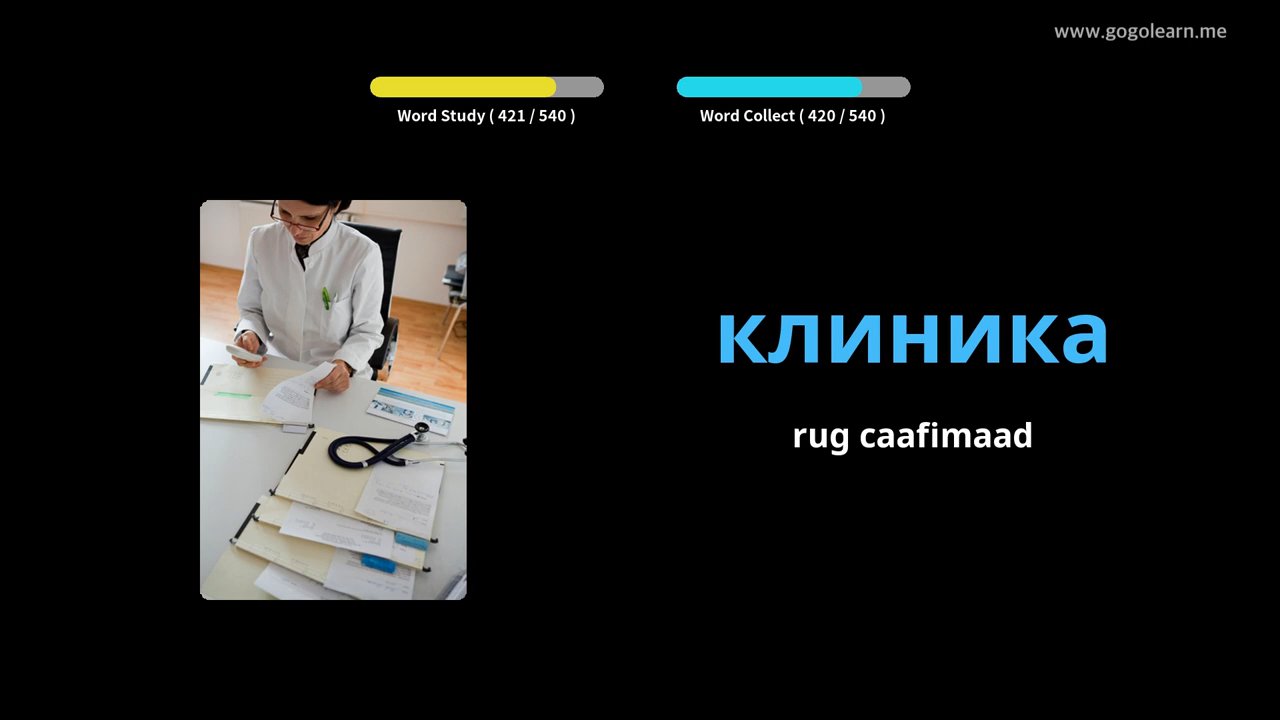 www.gogolearn.me
Word Study ( 421 / 540 )
Word Collect ( 420 / 540 )
клиника
rug caafimaad